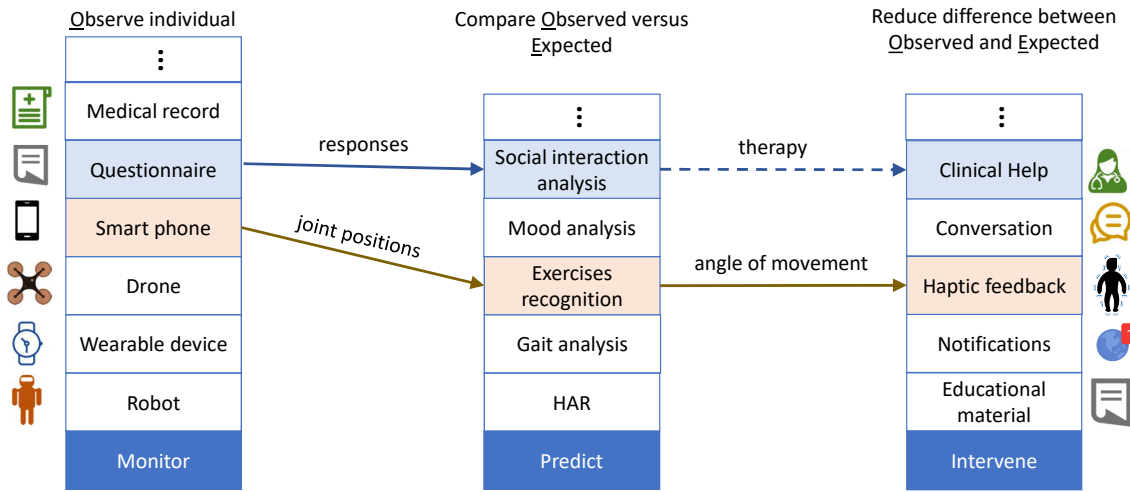 Observe individual
⋮
Medical record
Questionnaire
Smart phone
Drone
Wearable device
Robot
Monitor
responses
joint positions
Compare Observed versus
Expected
⋮
Social interaction
analysis
Mood analysis
Exercises
recognition
Gait analysis
HAR
Predict
therapy
angle of movement
Reduce difference between
Observed and Expected
⋮
Clinical Help
Conversation
Haptic feedback
Notifications
Educational
material
Intervene